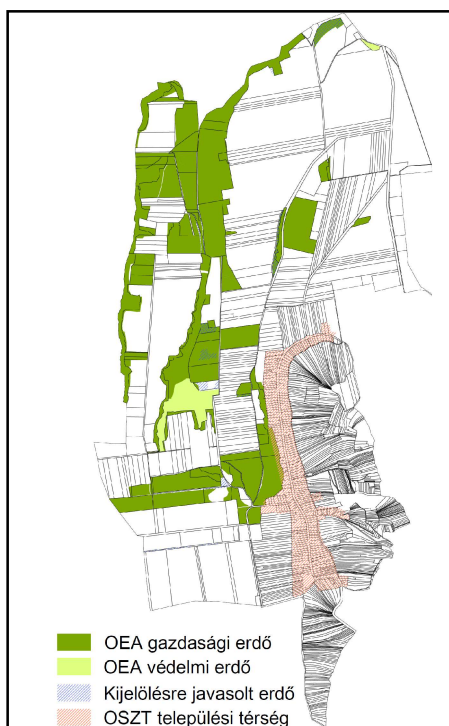 OEA gazdasági erdő
OEA védelmi erdő
Kijelölésre javasolt erdő
OSZT települési térség